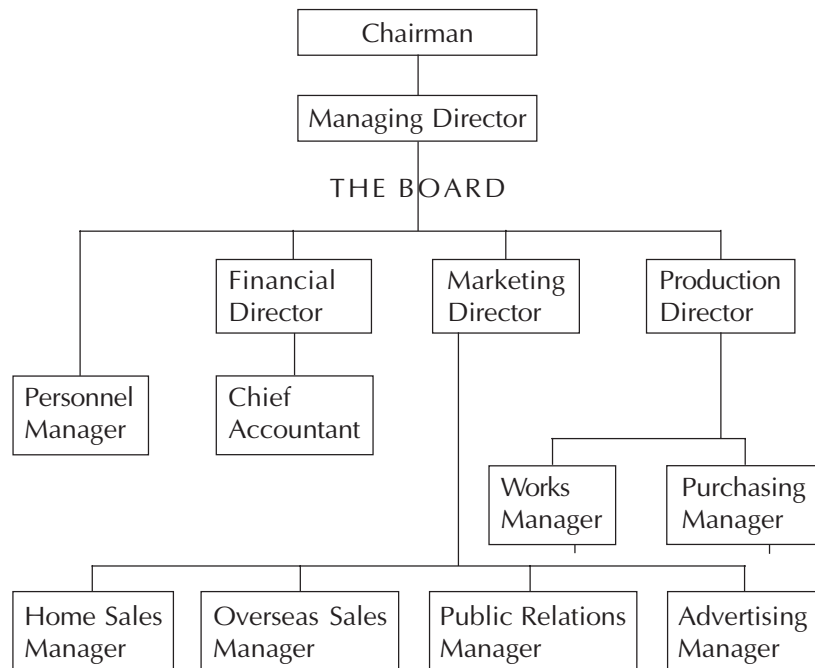 Chairman
Managing Director
THE BOARD
Financial
Director
Marketing
Director
Production
Director
Personnel
Manager
Chief
Accountant
Works
Manager
Purchasing
Manager
Home Sales
Manager
Overseas Sales
Manager
Public Relations
Manager
Advertising
Manager